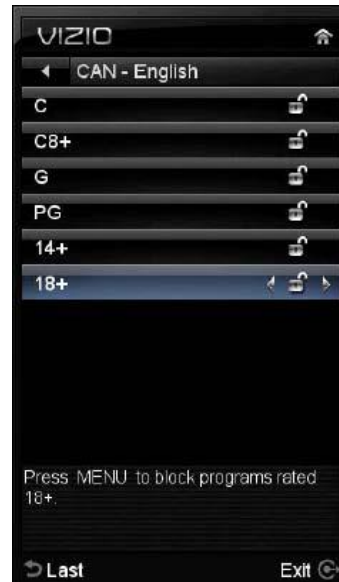 VIZIO
CAN - English
C
C8+
G
PG
14+
18+
Press MENU to block programs rated
18+.
Last Exit